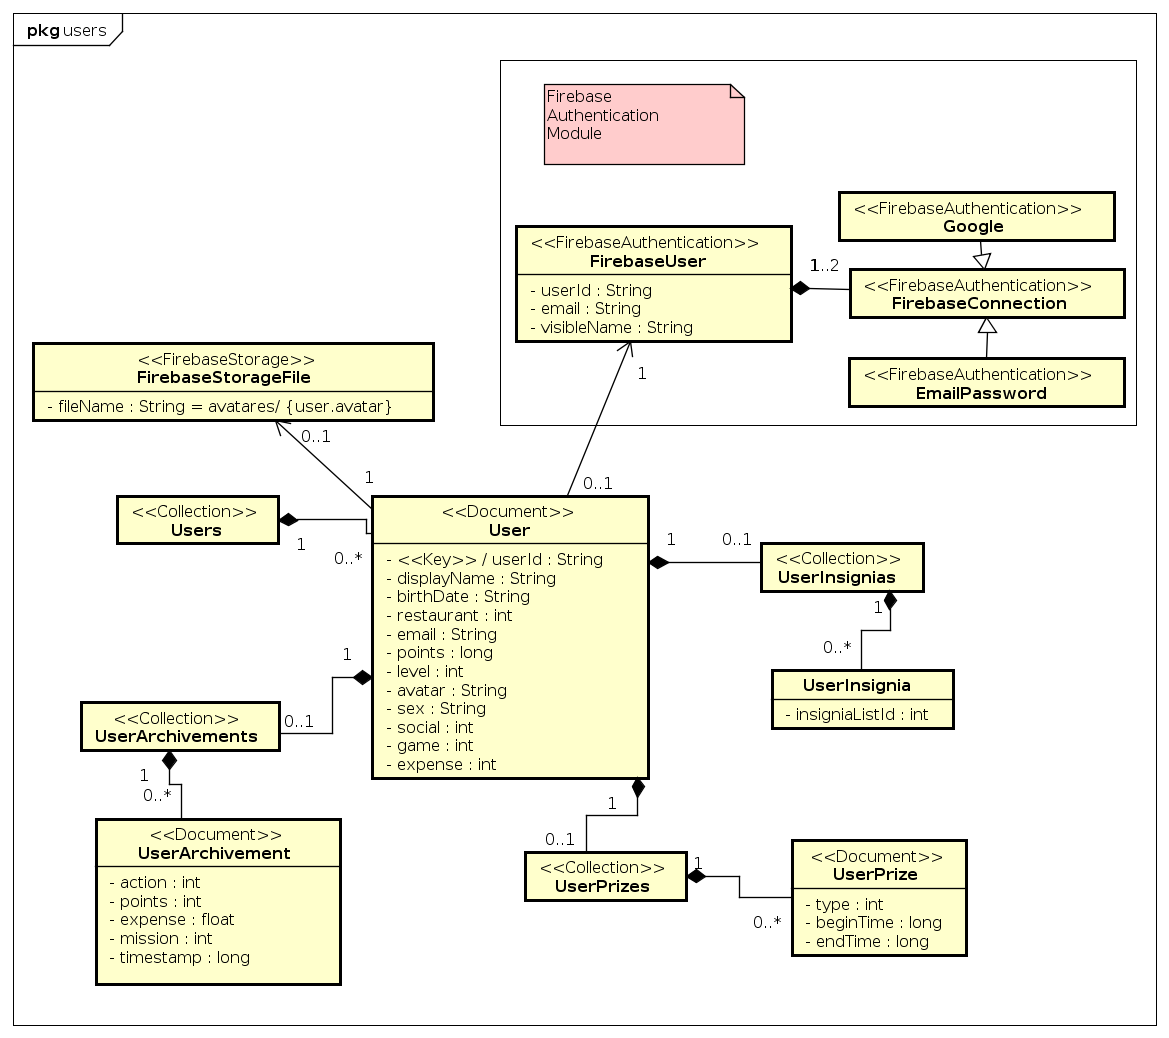 pkg users
Firebase
Authentication
Module
<<FirebaseAuthentication>>
Google
<<FirebaseAuthentication>>
FirebaseUser
- userId : String
- email : String
- visibleName : String
1..2
<<FirebaseAuthentication>>
FirebaseConnection
<<FirebaseAuthentication>>
EmailPassword
1
0..1
<<FirebaseStorage>>
FirebaseStorageFile
- fileName : String = avatares/ {user.avatar}
0..1
1
<<Collection>>
Users
1
0..*
<<Document>>
User
- <<Key>> / userId : String
- displayName : String
- birthDate : String
- restaurant : int
- email : String
- points : long
- level : int
- avatar : String
- sex : String
- social : int
- game : int
- expense : int
1
0..1
<<Collection>>
UserInsignias
1
0..*
UserInsignia
- insigniaListId : int
1
0..1
<<Collection>>
UserArchivements
1
0..*
<<Document>>
UserArchivement
- action : int
- points : int
- expense : float
- mission : int
- timestamp : long
1
0..1
<<Collection>>
UserPrizes
1
0..*
<<Document>>
UserPrize
- type : int
- beginTime : long
- endTime : long